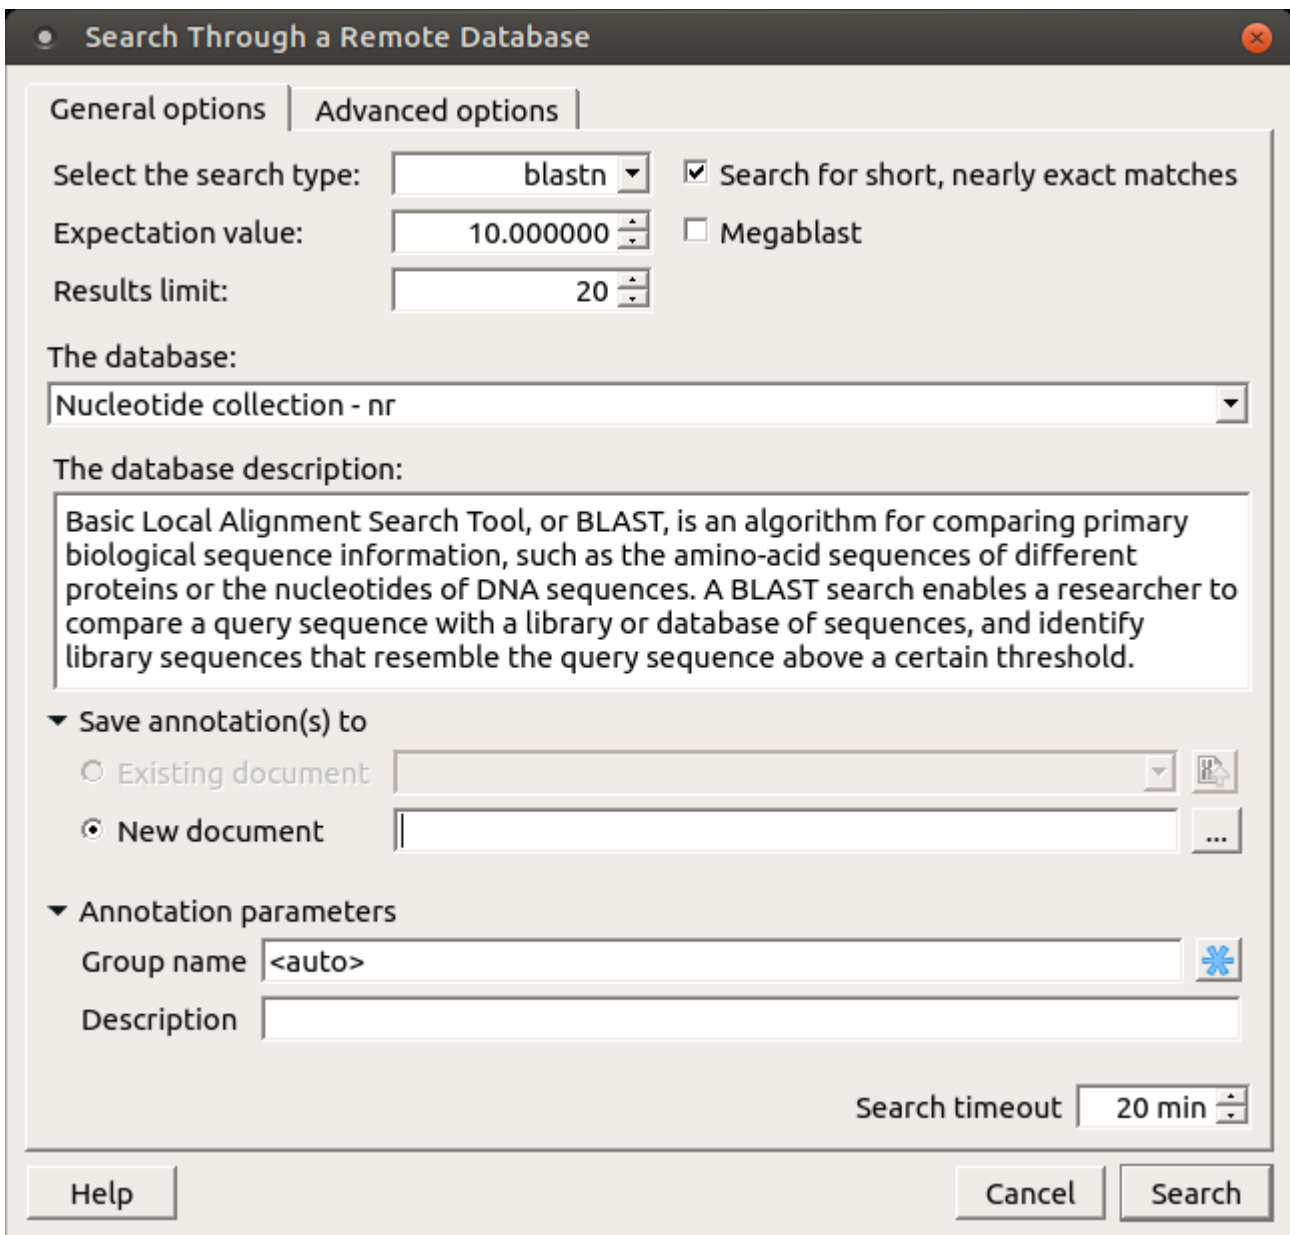 Search Through a Remote Database
General options
Advanced options
Select the search type:
blastn
Search for short, nearly exact matches
Expectation value:
10.000000
Megablast
Results limit:
20
The database:
Nucleotide collection - nr
The database description:
Basic Local Alignment Search Tool, or BLAST, is an algorithm for comparing primary
biological sequence information, such as the amino-acid sequences of different
proteins or the nucleotides of DNA sequences. A BLAST search enables a researcher to
compare a query sequence with a library or database of sequences, and identify
library sequences that resemble the query sequence above a certain threshold.
Save annotation(s) to
Existing document
New document
...
Annotation parameters
Group name
<auto>
Description
Search timeout
20 min
Help
Cancel
Search